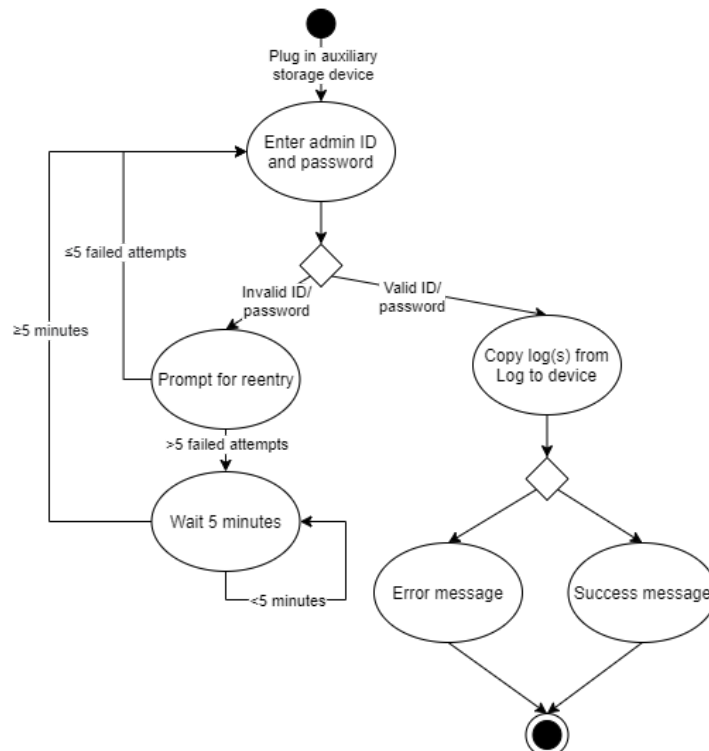 Plug in auxiliary
storage device
Enter admin ID
and password
≤5 failed attempts
Invalid ID/
password
Valid ID/
password
≥5 minutes
Prompt for reentry
Copy log(s) from
Log to device
>5 failed attempts
Wait 5 minutes
<5 minutes
Error message
Success message